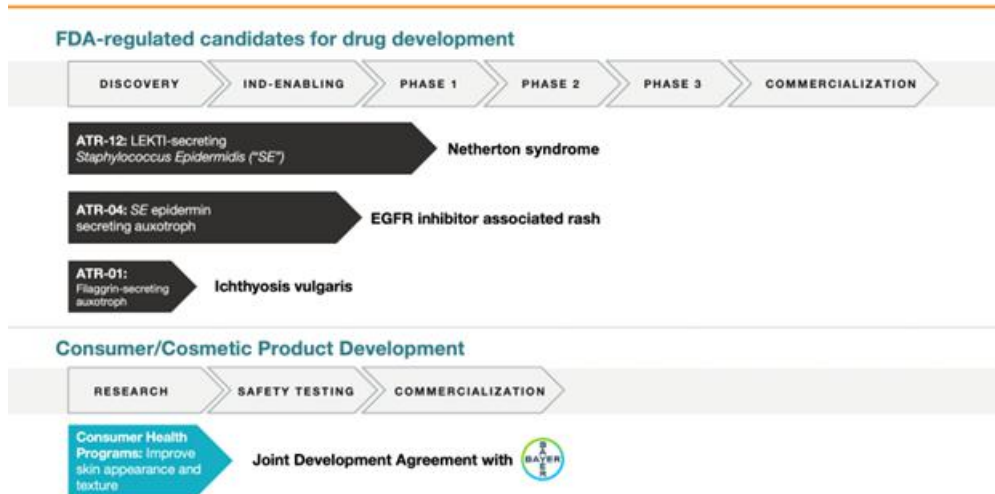 FDA-regulated candidates for drug development
DISCOVERY
IND-ENABLING
PHASE 1
PHASE 2
PHASE 3
COMMERCIALIZATION
ATR-12: LEKTI-secreting
Staphylococcus Epidermidis ("SE")
Netherton syndrome
ATR-04: SE epidermin
secreting auxotroph
EGFR inhibitor associated rash
ATR-01:
Filaggrin-secreting
auxotroph
Ichthyosis vulgaris
Consumer/Cosmetic Product Development
RESEARCH
SAFETY TESTING
COMMERCIALIZATION
Consumer Health
Programs: Improve
skin appearance and
texture
Joint Development Agreement with
BAYER
BAYER